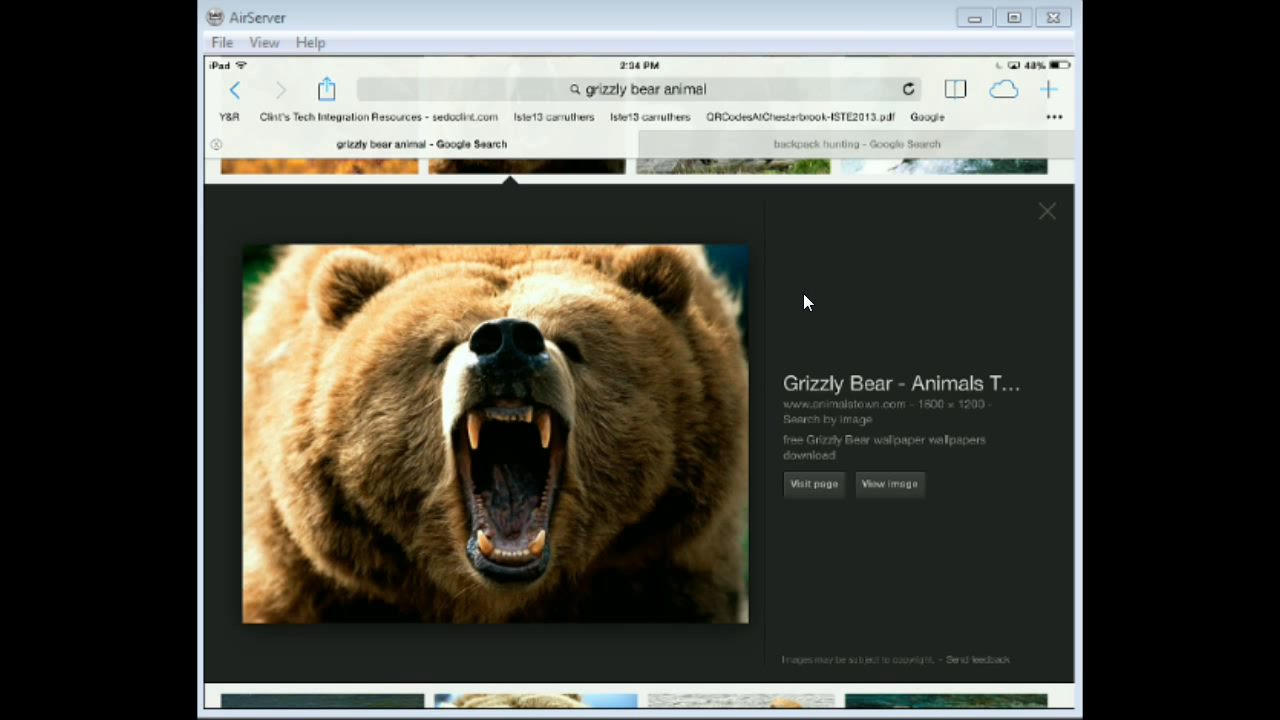 AirServer
File View Help
iPad 2:34 PM 48%
grizzly bear animal
Y&R Clint's Tech Integration Resources - sedcclint.com Iste13 carruthers Iste13 carruthers QRCodesAtChesterbrook-ISTE2013.pdf Google •••
grizzly bear animal - Google Search backpack hunting - Google Search
Grizzly Bear - Animals T...
www.animalstown.com - 1600 × 1200 -
Search by image
free Grizzly Bear wallpaper wallpapers
download
Visit page View image
Images may be subject to copyright. - Send feedback